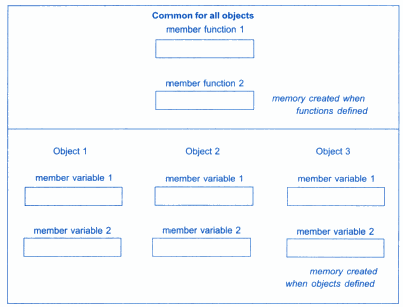 Common for all objects
member function 1
member function 2
memory created when
functions defined
Object 1 Object 2 Object 3
member variable 1 member variable 1 member variable 1
member variable 2 member variable 2 member variable 2
memory created
when objects defined